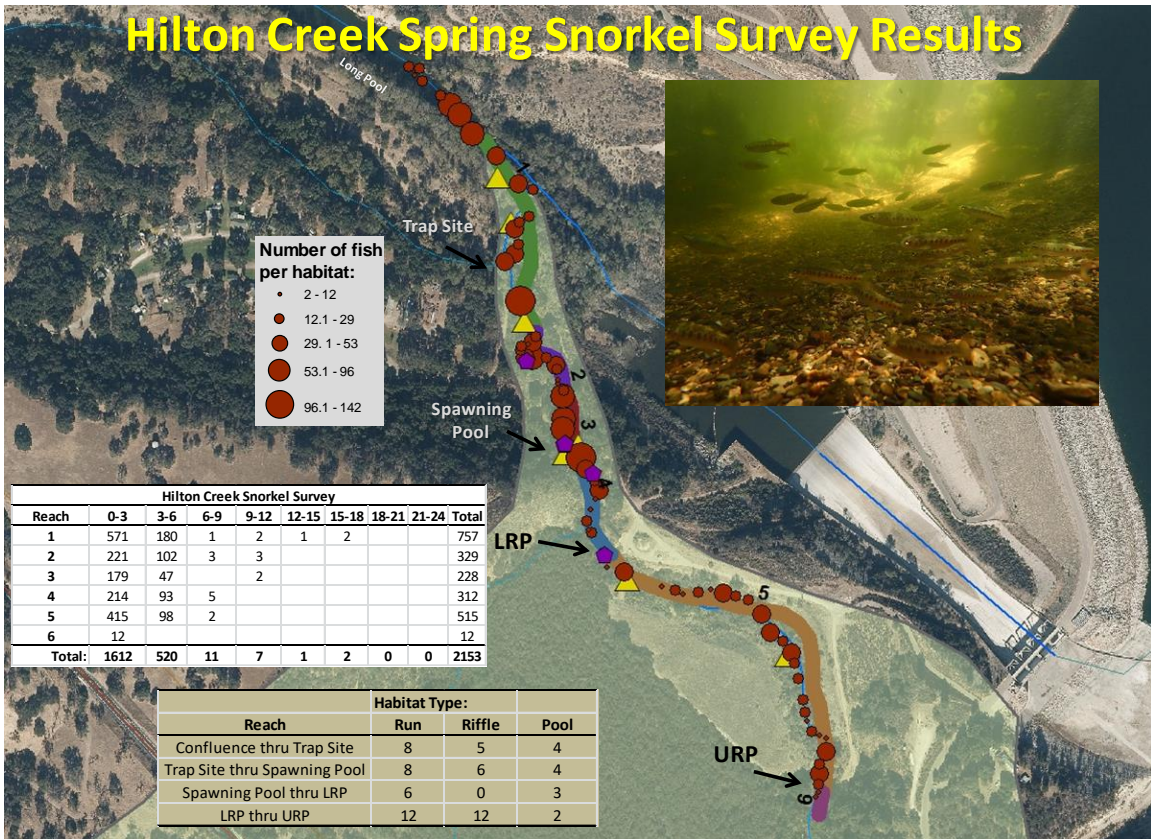 Hilton Creek Spring Snorkel Survey Results
Long Pool
1
Trap Site
Number of fish
per habitat:
2 - 12
12.1 - 29
29. 1 - 53
53.1 - 96
96.1 - 142
2
3
Spawning
Pool
4
Hilton Creek Snorkel Survey
Reach 0-3 3-6 6-9 9-12 12-15 15-18 18-21 21-24 Total
1 571 180 1 2 1 2 757
2 221 102 3 3 329
3 179 47 2 228
4 214 93 5 312
5 415 98 2 515
6 12 12
Total: 1612 520 11 7 1 2 0 0 2153
LRP
5
Habitat Type:
Reach Run Riffle Pool
Confluence thru Trap Site 8 5 4
Trap Site thru Spawning Pool 8 6 4
Spawning Pool thru LRP 6 0 3
LRP thru URP 12 12 2
URP
6